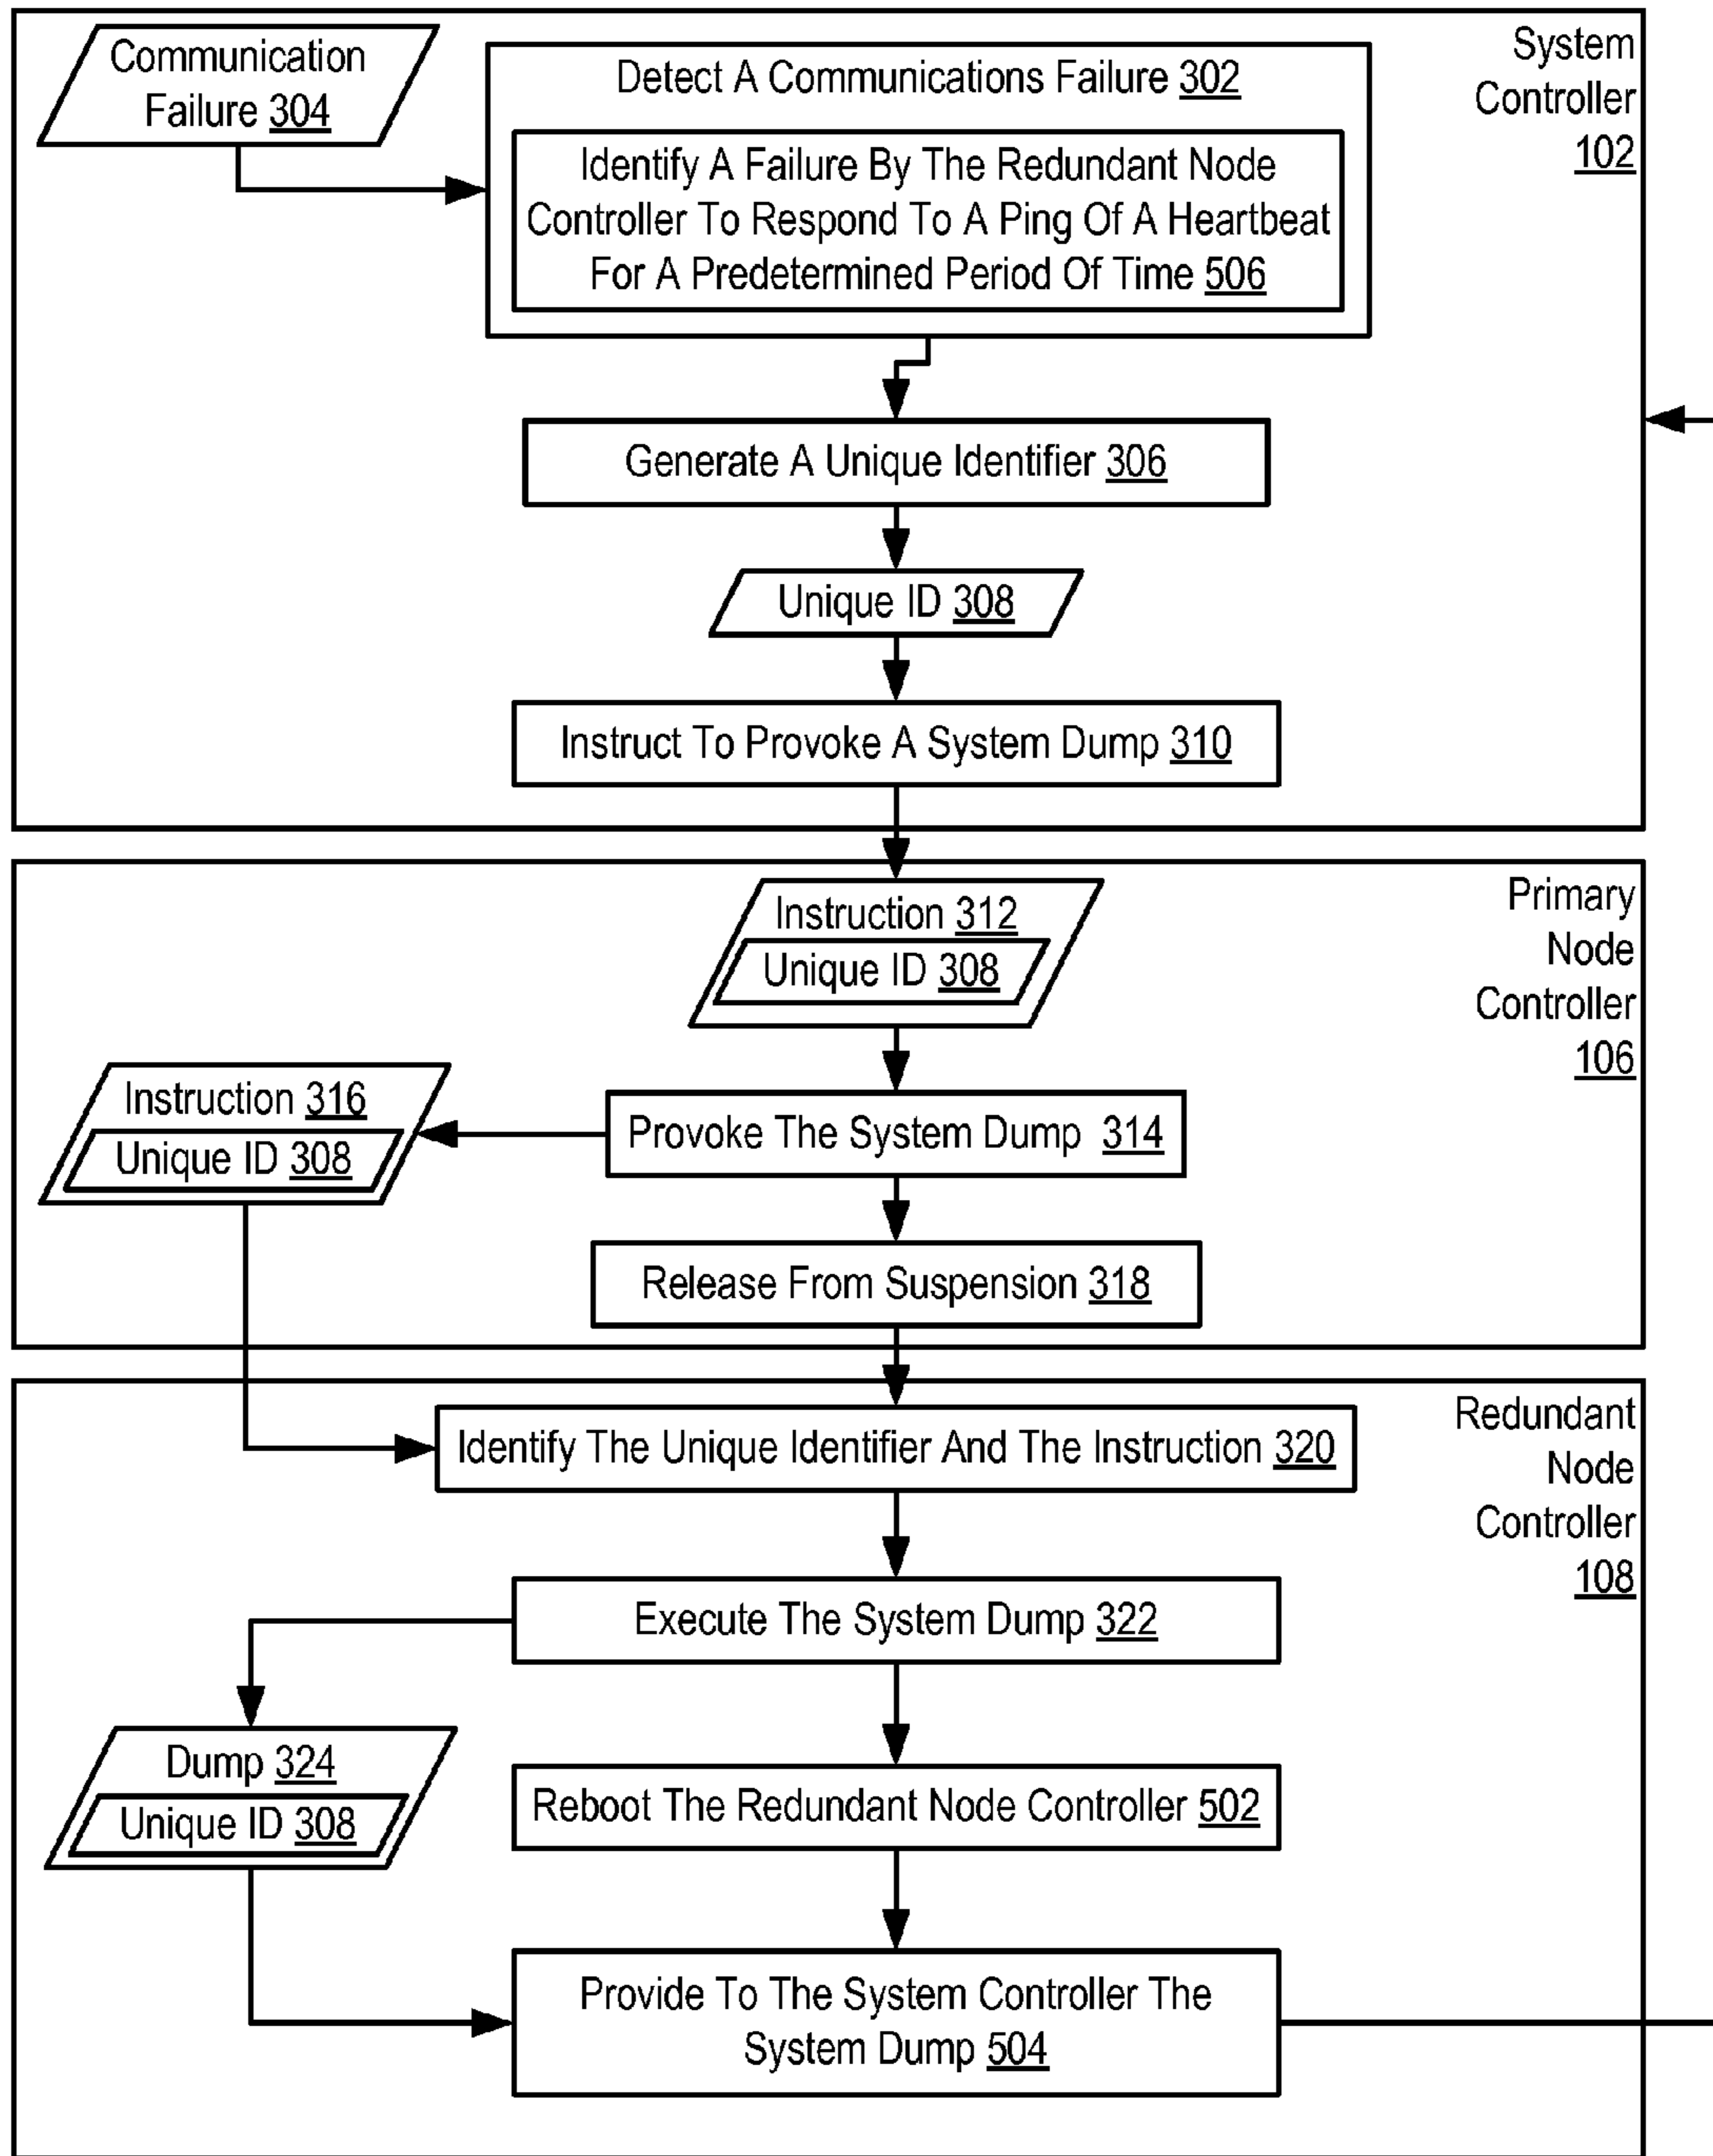 Communication
Failure 304
Detect A Communications Failure 302
Identify A Failure By The Redundant Node
Controller To Respond To A Ping Of A Heartbeat
For A Predetermined Period Of Time 506
System
Controller
102
Generate A Unique Identifier 306
Unique ID 308
Instruct To Provoke A System Dump 310
Primary
Node
Controller
106
Instruction 312
Unique ID 308
Instruction 316
Unique ID 308
Provoke The System Dump 314
Release From Suspension 318
Redundant
Node
Controller
108
Identify The Unique Identifier And The Instruction 320
Execute The System Dump 322
Dump 324
Unique ID 308
Reboot The Redundant Node Controller 502
Provide To The System Controller The
System Dump 504